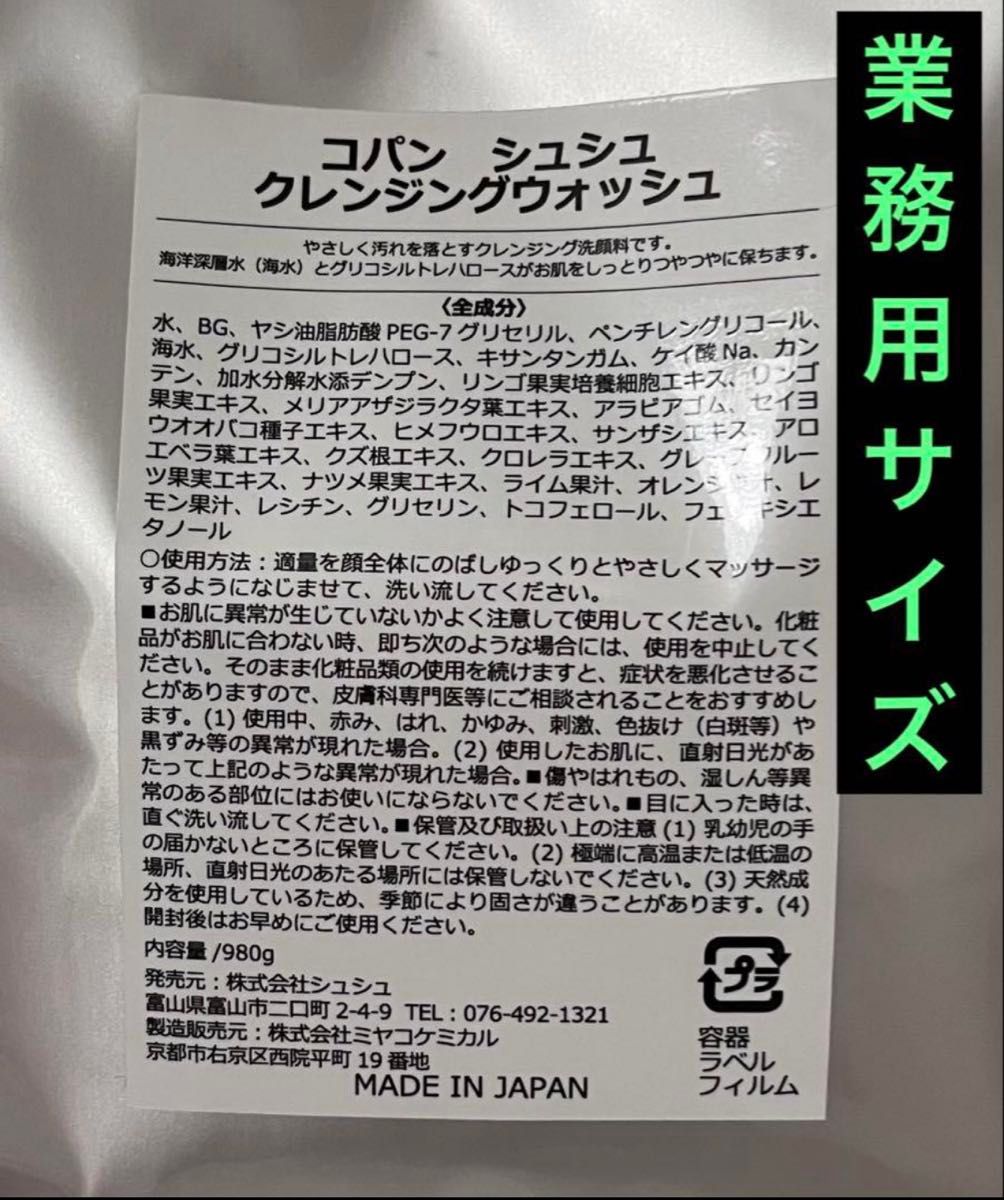 業務用サイズ
コパン シュシュ
クレンジングウォッシュ
やさしく汚れを落とすクレンジング洗顔料です。
海洋深層水（海水）とグリコシルトレハロースがお肌をしっとりつやつやに保ちます。
〈全成分〉
水、BG、ヤシ油脂肪酸 PEG-7 グリセリル、ペンチレングリコール、
海水、グリコシルトレハロース、キサンタンガム、ケイ酸 Na、カン
テン、加水分解水添デンプン、リンゴ果実培養細胞エキス、リンゴ
果実エキス、メリアアザジラクタ葉エキス、アラビアゴム、セイヨ
ウオオバコ種子エキス、ヒメフウロエキス、サンザシエキス、アロ
エベラ葉エキス、クズ根エキス、クロレラエキス、グレープフルー
ツ果実エキス、ナツメ果実エキス、ライム果汁、オレンジ果汁、レ
モン果汁、レシチン、グリセリン、トコフェロール、フェノキシエ
タノール
○使用方法：適量を顔全体にのばしゆっくりとやさしくマッサージ
するようになじませて、洗い流してください。
■お肌に異常が生じていないかよく注意して使用してください。化粧
品がお肌に合わない時、即ち次のような場合には、使用を中止してく
ださい。そのまま化粧品類の使用を続けますと、症状を悪化させるこ
とがありますので、皮膚科専門医等にご相談されることをおすすめし
ます。(1) 使用中、赤み、はれ、かゆみ、刺激、色抜け（白斑等）や
黒ずみ等の異常が現れた場合。(2) 使用したお肌に、直射日光があ
たって上記のような異常が現れた場合。■傷やはれもの、湿しん等異
常のある部位にはお使いにならないでください。■目に入った時は、
直ぐ洗い流してください。■保管及び取扱い上の注意 (1) 乳幼児の手
の届かないところに保管してください。(2) 極端に高温または低温の
場所、直射日光のあたる場所には保管しないでください。(3) 天然成
分を使用しているため、季節により固さが違うことがあります。(4)
開封後はお早めにご使用ください。
内容量 /980g
発売元：株式会社シュシュ
富山県富山市二口町 2-4-9 TEL：076-492-1321
製造販売元：株式会社ミヤコケミカル
京都市右京区西院平町 19 番地
MADE IN JAPAN
プラ
容器
ラベル
フィルム